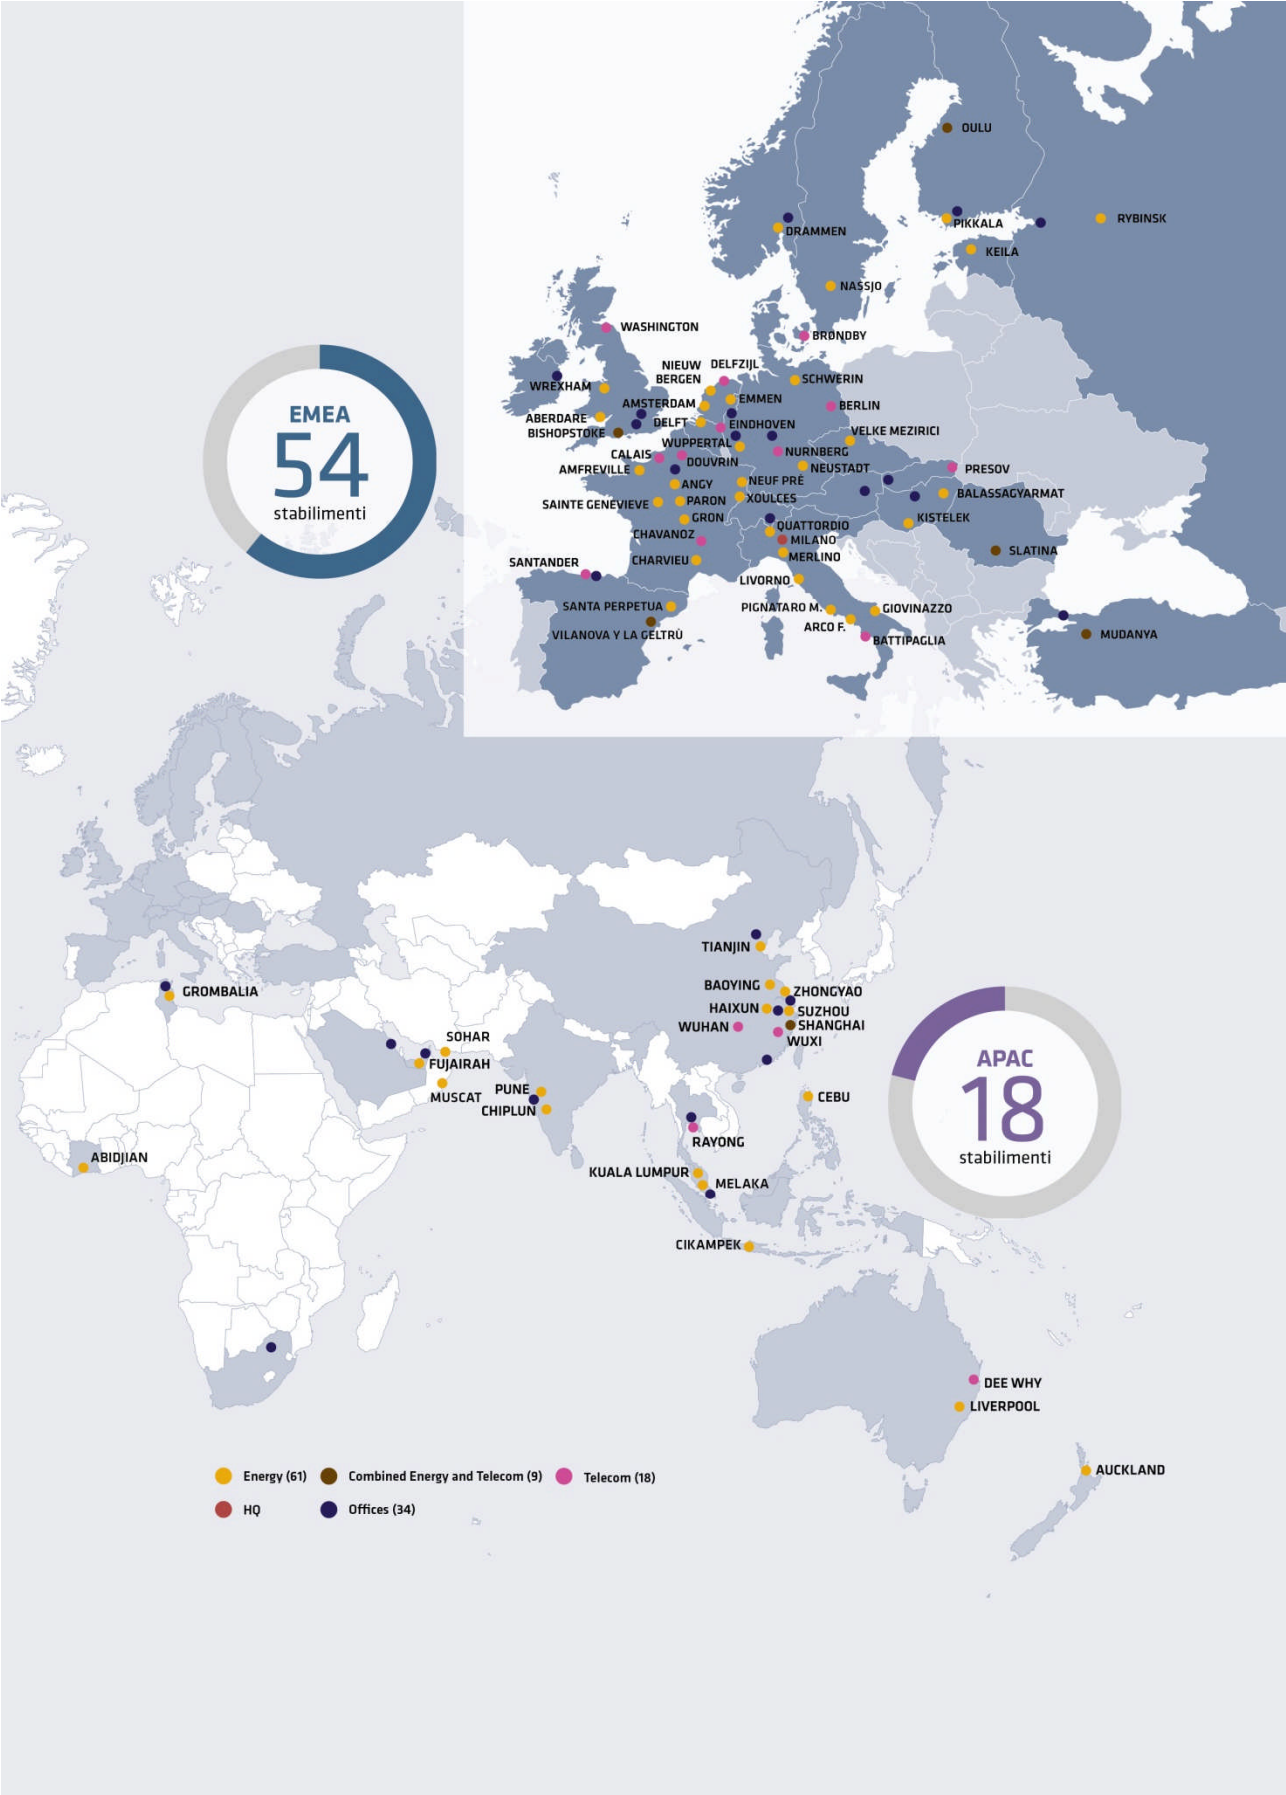 OULU
PIKKALA
RYBINSK
DRAMMEN
KEILA
NASSJO
WASHINGTON
BRØNDBY
NIEUW
BERGEN
DELFZIJL
WREXHAM
SCHWERIN
AMSTERDAM
EMMEN
BERLIN
ABERDARE
DELFT
EINDHOVEN
BISHOPSTOKE
VELKE MEZIRICI
WUPPERTAL
CALAIS
DOUVRIN
NURNBERG
AMFREVILLE
NEUSTADT
PRESOV
ANGY
NEUF PRÈ
BALASSAGYARMAT
SAINTE GENEVIEVE
PARON
XOULCES
GRON
KISTELEK
QUATTORDIO
CHAVANOZ
MILANO
SLATINA
MERLINO
SANTANDER
CHARVIEU
LIVORNO
SANTA PERPETUA
PIGNATARO M.
GIOVINAZZO
ARCO F.
VILANOVA Y LA GELTRÙ
BATTIPAGLIA
MUDANYA
EMEA
54
stabilimenti
TIANJIN
BAOYING
ZHONGYAO
GROMBALIA
HAIXUN
SUZHOU
WUHAN
SHANGHAI
SOHAR
WUXI
FUJAIRAH
PUNE
MUSCAT
CHIPLUN
CEBU
RAYONG
ABIDJIAN
KUALA LUMPUR
MELAKA
CIKAMPEK
APAC
18
stabilimenti
DEE WHY
LIVERPOOL
AUCKLAND
Energy (61)
Combined Energy and Telecom (9)
Telecom (18)
HQ
Offices (34)